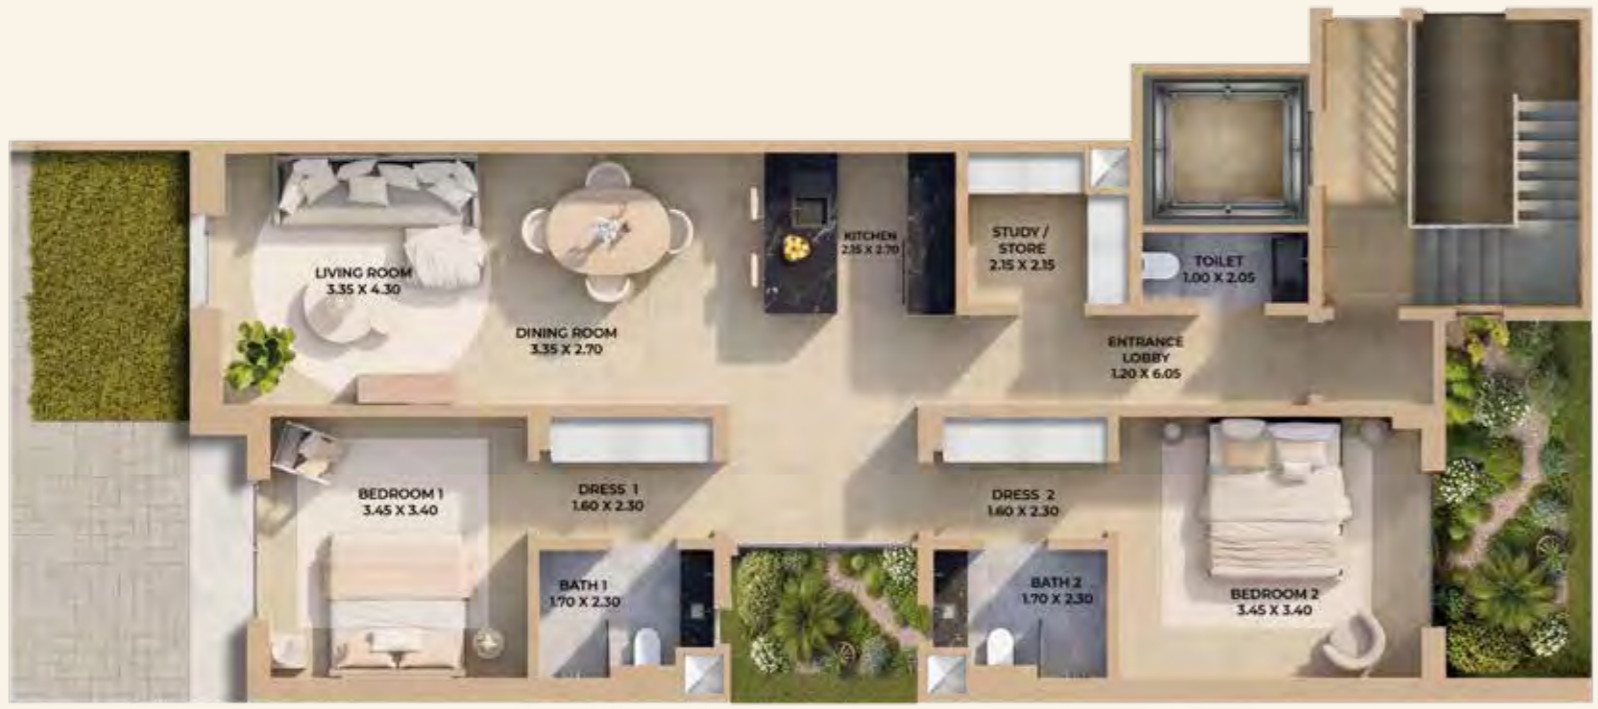 LIVING ROOM
3.35 X 4.30
DINING ROOM
3.35 X 2.70
KITCHEN
2.15 X 2.70
STUDY /
STORE
2.15 X 2.15
TOILET
1.00 X 2.05
ENTRANCE
LOBBY
1.20 X 6.05
BEDROOM 1
3.45 X 3.40
DRESS 1
1.60 X 2.30
BATH 1
1.70 X 2.30
DRESS 2
1.60 X 2.30
BATH 2
1.70 X 2.30
BEDROOM 2
3.45 X 3.40